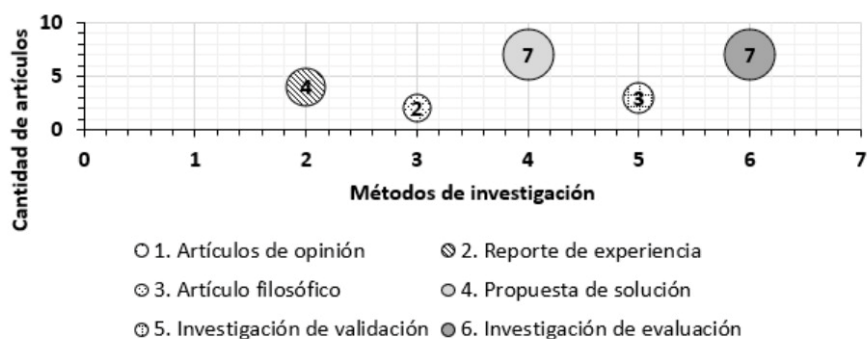 Cantidad de artículos
10
5
0
4
2
7
3
7
0 1 2 3 4 5 6 7
Métodos de investigación
1. Artículos de opinión
2. Reporte de experiencia
3. Artículo filosófico
4. Propuesta de solución
5. Investigación de validación
6. Investigación de evaluación